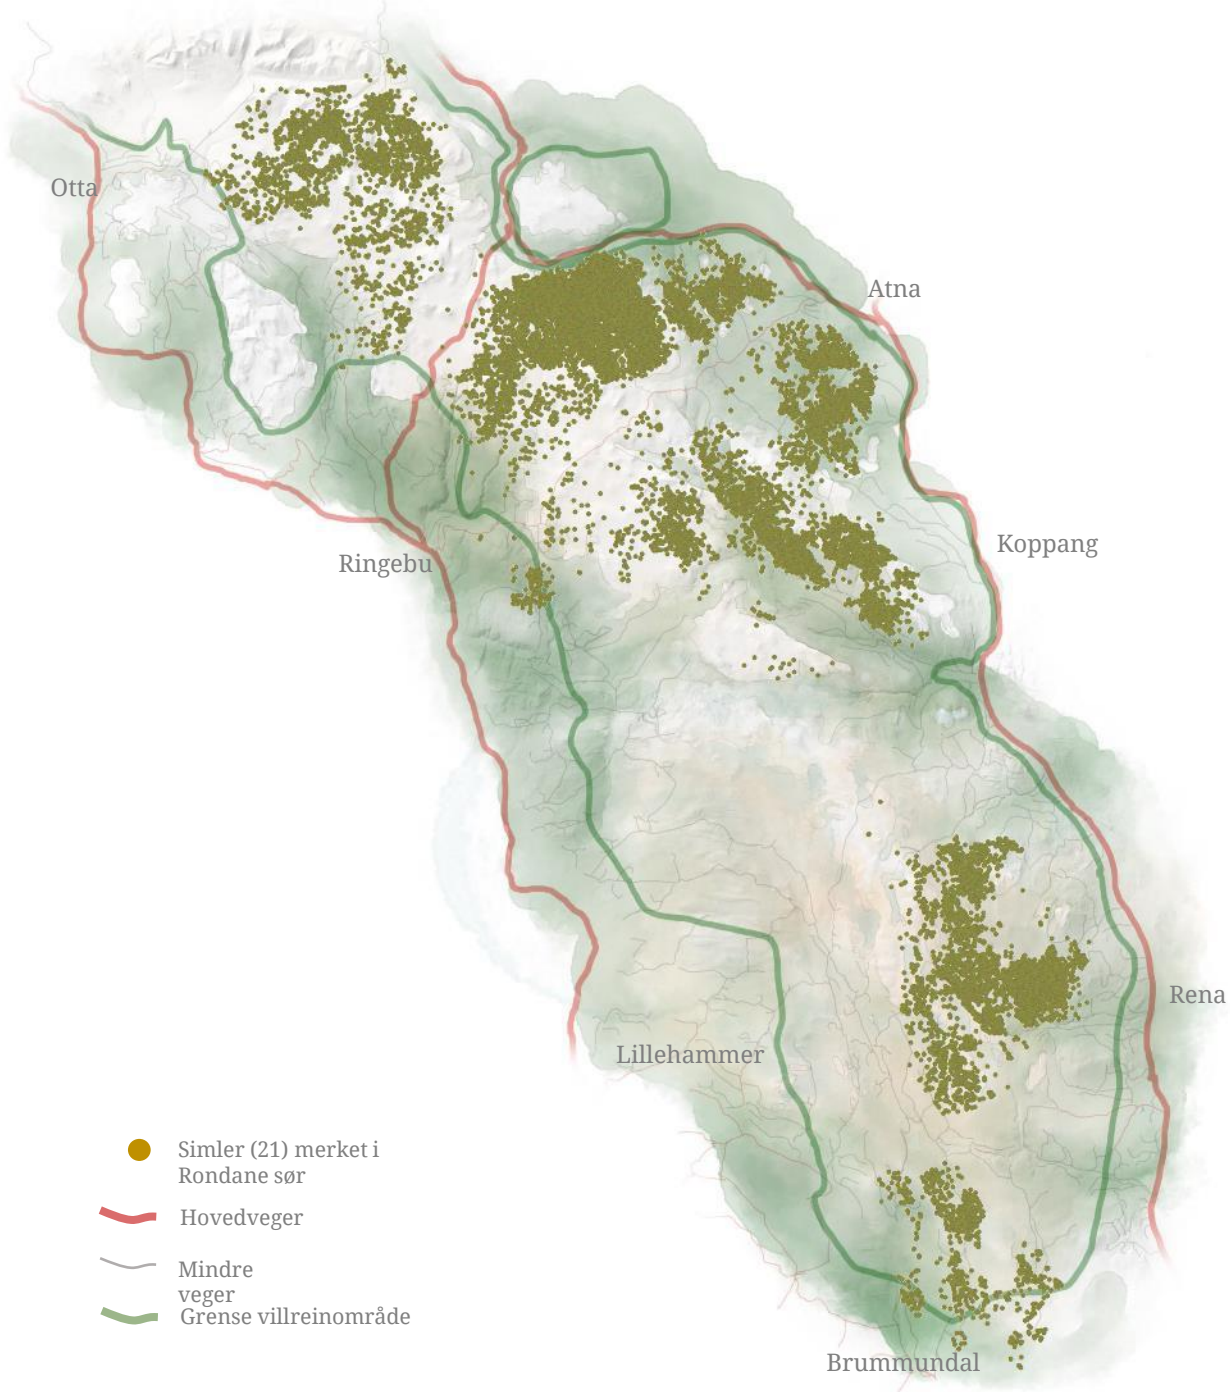 Otta
Atna
Koppang
Ringebu
Rena
Lillehammer
Simler (21) merket i
Rondane sør
Hovedveger
Mindre
veger
Grense villreinområde
Brummundal